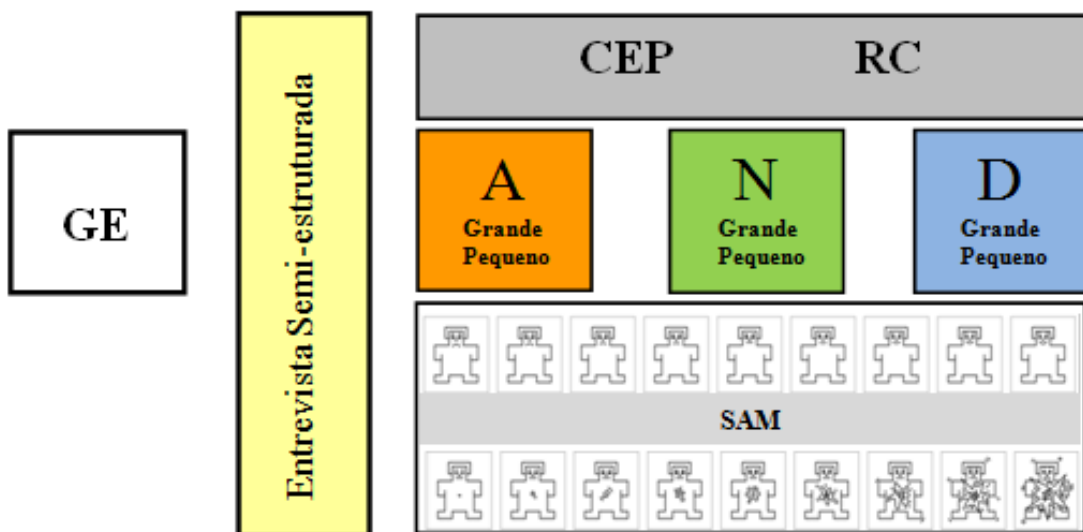 GE
Entrevista Semi-estruturada
CEP RC
A
Grande
Pequeno
N
Grande
Pequeno
D
Grande
Pequeno
SAM